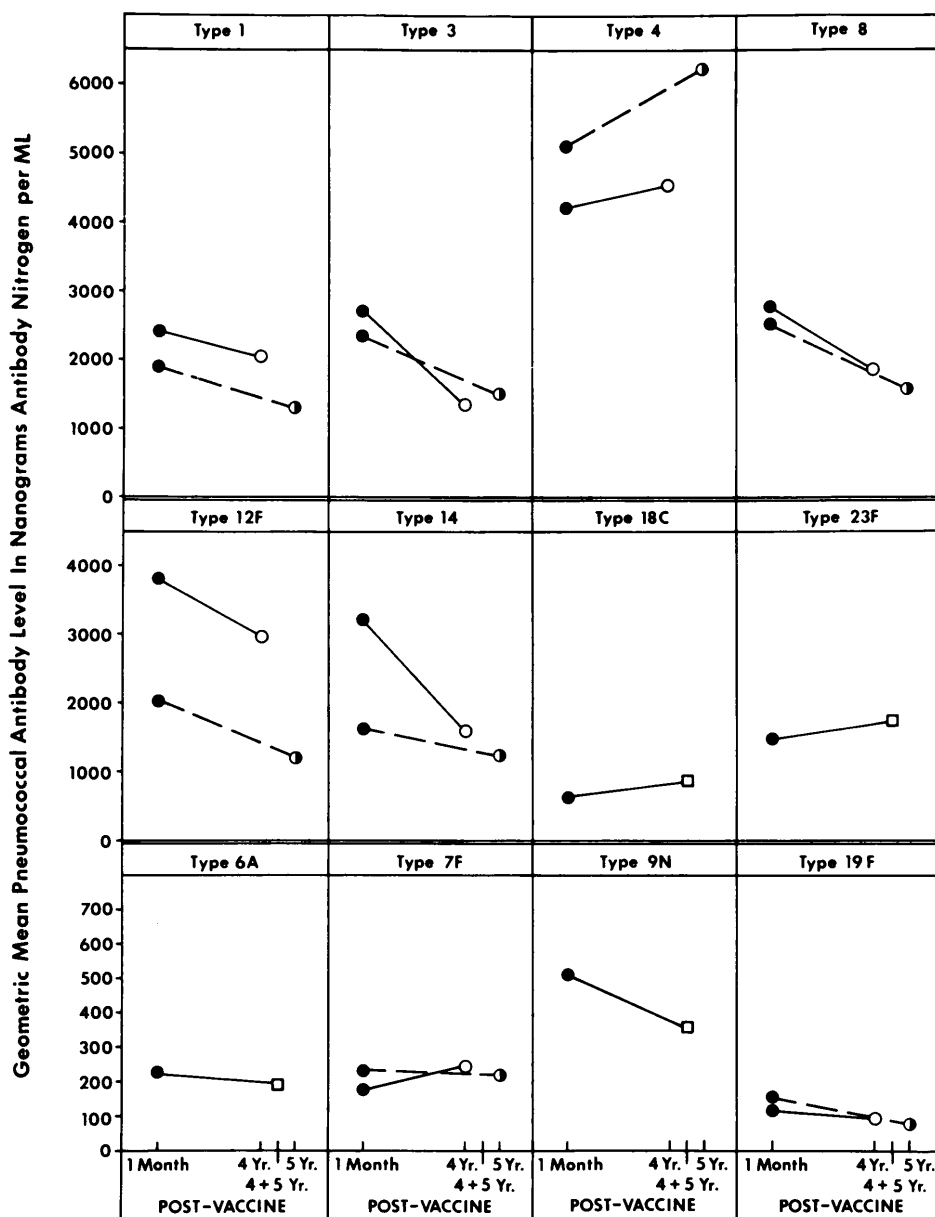 Geometric Mean Pneumococcal Antibody Level In Nanograms Antibody Nitrogen per ML
Type 1
Type 3
Type 4
Type 8
6000
5000
4000
3000
2000
1000
0
Type 12F
Type 14
Type 18C
Type 23F
4000
3000
2000
1000
0
Type 6A
Type 7F
Type 9N
Type 19F
700
600
500
400
300
200
100
0
1 Month 4 Yr. 5 Yr.
4 + 5 Yr.
POST-VACCINE
1 Month 4 Yr. 5 Yr.
4 + 5 Yr.
POST-VACCINE
1 Month 4 Yr. 5 Yr.
4 + 5 Yr.
POST-VACCINE
1 Month 4 Yr. 5 Yr.
4 + 5 Yr.
POST-VACCINE